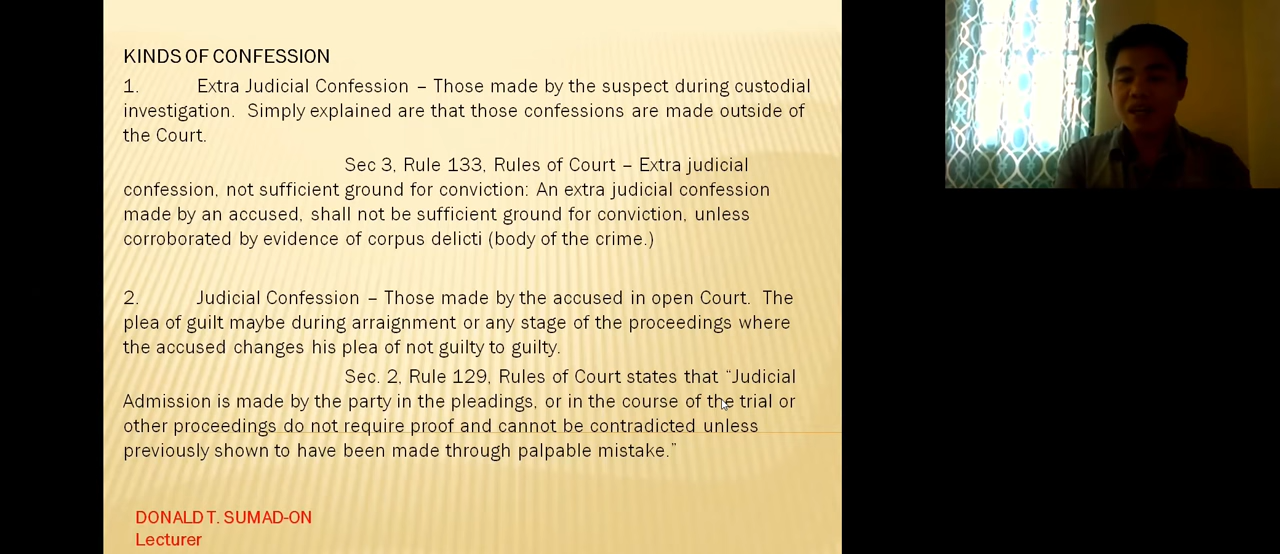 KINDS OF CONFESSION
1. Extra Judicial Confession – Those made by the suspect during custodial
investigation. Simply explained are that those confessions are made outside of
the Court.
Sec 3, Rule 133, Rules of Court – Extra judicial
confession, not sufficient ground for conviction: An extra judicial confession
made by an accused, shall not be sufficient ground for conviction, unless
corroborated by evidence of corpus delicti (body of the crime.)
2. Judicial Confession – Those made by the accused in open Court. The
plea of guilt maybe during arraignment or any stage of the proceedings where
the accused changes his plea of not guilty to guilty.
Sec. 2, Rule 129, Rules of Court states that “Judicial
Admission is made by the party in the pleadings, or in the course of the trial or
other proceedings do not require proof and cannot be contradicted unless
previously shown to have been made through palpable mistake.”
DONALD T. SUMAD-ON
Lecturer